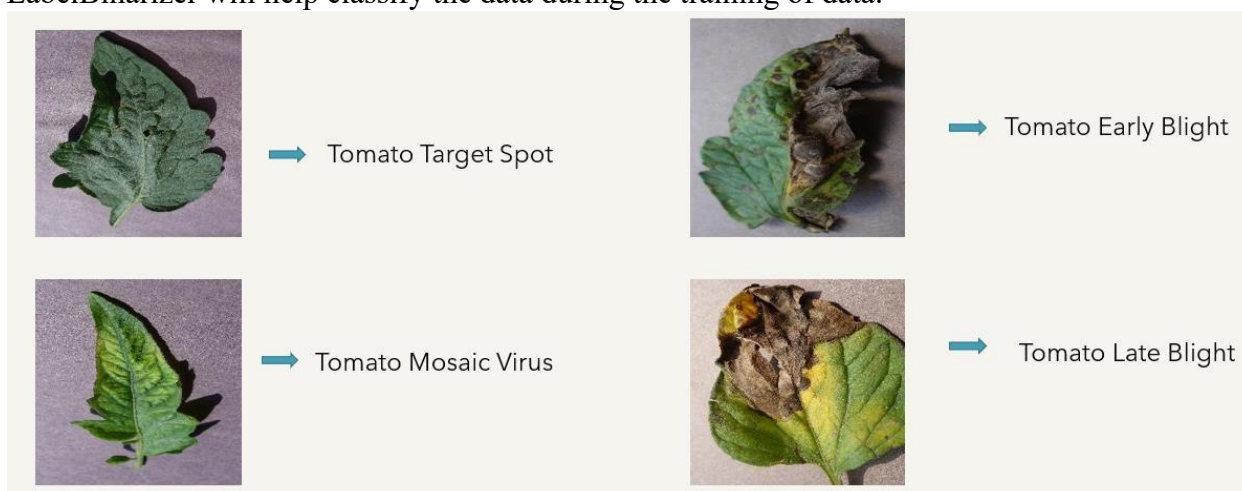 LabelBinarizer will help classify the data during the training of data.
Tomato Target Spot
Tomato Early Blight
Tomato Mosaic Virus
Tomato Late Blight